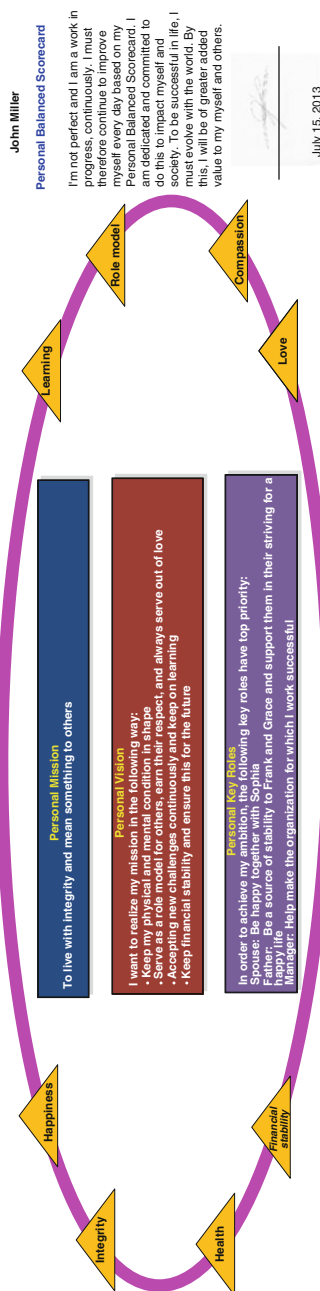 John Miller
Personal Balanced Scorecard
I'm not perfect and I am a work in
progress, continuously. I must
therefore continue to improve
myself every day based on my
Personal Balanced Scorecard. I
am dedicated and committed to
do this to impact myself and
society. To be successful in life, I
must evolve with the world. By
this, I will be of greater added
value to my myself and others.
July 15, 2013
Happiness
Learning
Integrity
Role model
Personal Mission
To live with integrity and mean something to others
Personal Vision
I want to realize my mission in the following way:
• Keep my physical and mental condition in shape
• Serve as a role model for others, earn their respect, and always serve out of love
• Accepting new challenges continuously and keep on learning
• Keep financial stability and ensure this for the future
Personal Key Roles
In order to achieve my ambition, the following key roles have top priority:
Spouse: Be happy together with Sophia
Father: Be a source of stability to Frank and Grace and support them in their striving for a
happy life
Manager: Help make the organization for which I work successful
Health
Compassion
Financial
stability
Love